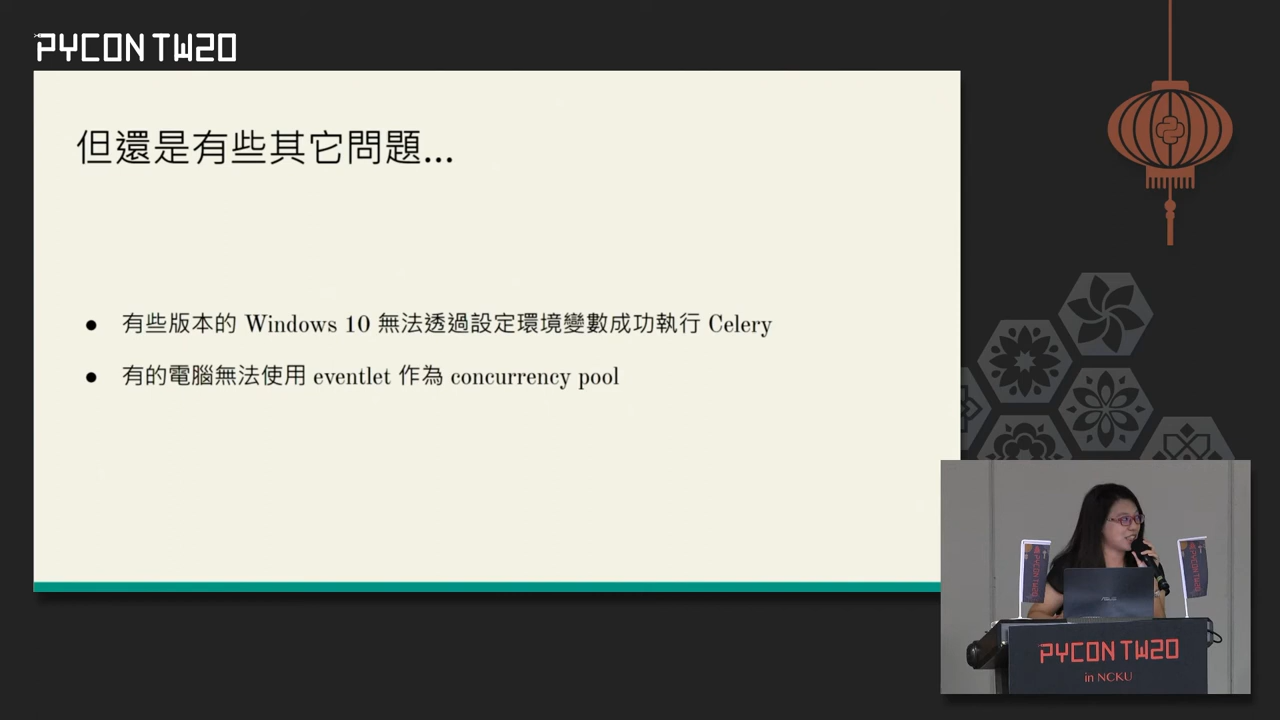 PYCON TW20
但還是有些其它問題...
● 有些版本的 Windows 10 無法透過設定環境變數成功執行 Celery
● 有的電腦無法使用 eventlet 作為 concurrency pool
PYCON TW20
in NCKU